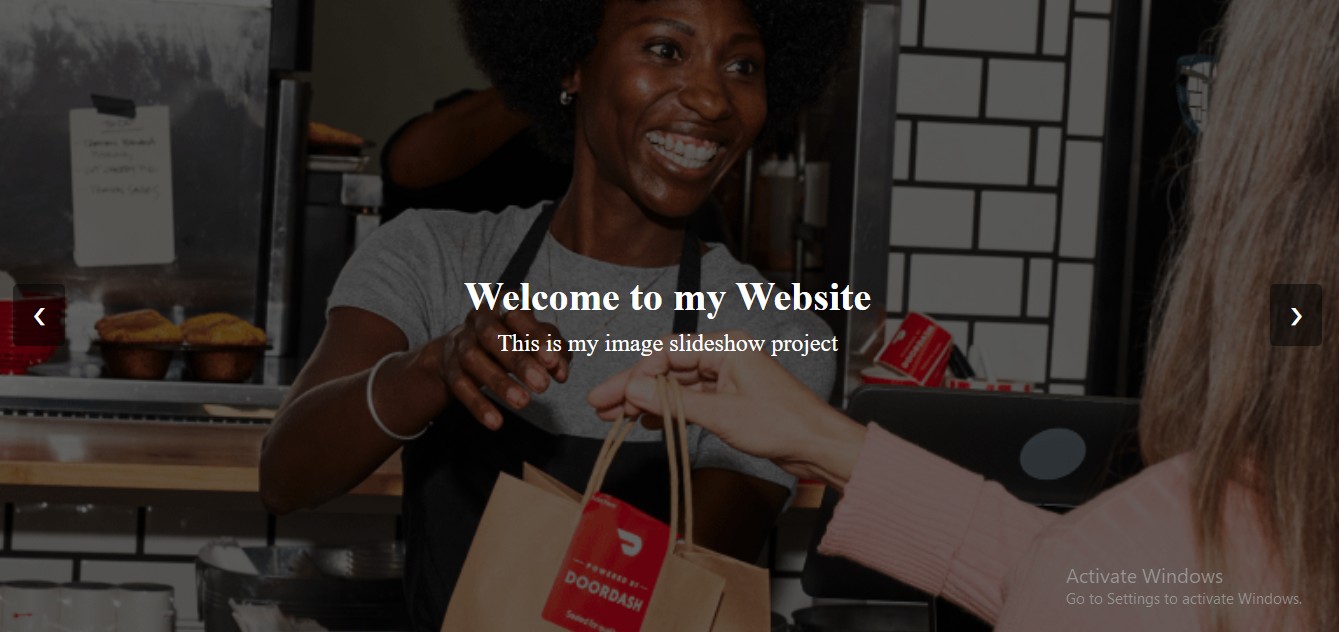 ❮
Welcome to my Website
❯
This is my image slideshow project
DOORDASH
POWERED BY
DOORDASH
Sealed for
Activate Windows
Go to Settings to activate Windows.